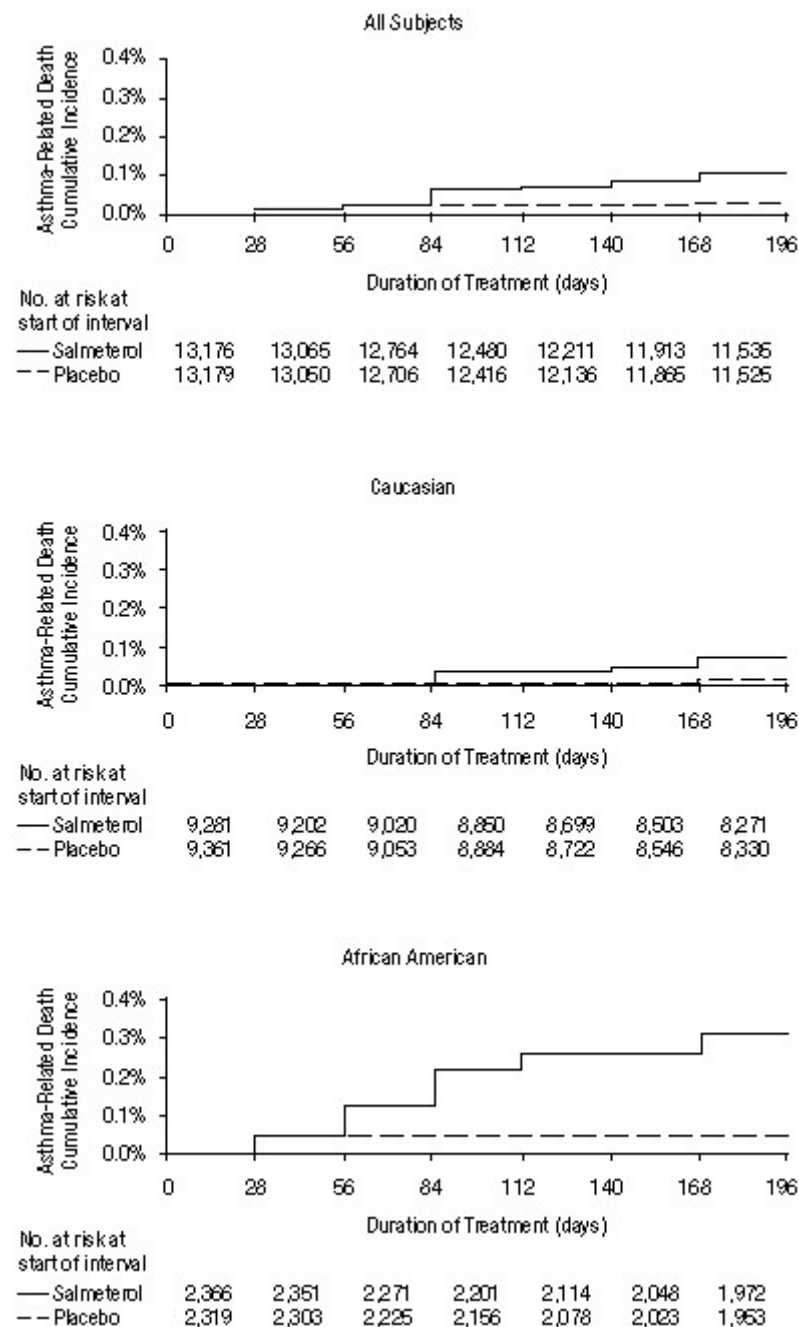 All Subjects
Asthma-Related Death
Cumulative Incidence
0.4%
0.3%
0.2%
0.1%
0.0%
0 28 56 84 112 140 168 196
Duration of Treatment (days)
No. at risk at
start of interval
Salmeterol 13,176 13,065 12,764 12,480 12,211 11,913 11,535
Placebo 13,179 13,050 12,706 12,416 12,136 11,865 11,525
Caucasian
Asthma-Related Death
Cumulative Incidence
0.4%
0.3%
0.2%
0.1%
0.0%
0 28 56 84 112 140 168 196
Duration of Treatment (days)
No. at risk at
start of interval
Salmeterol 9,281 9,202 9,020 8,850 8,699 8,503 8,271
Placebo 9,361 9,266 9,053 8,884 8,722 8,546 8,330
African American
Asthma-Related Death
Cumulative Incidence
0.4%
0.3%
0.2%
0.1%
0.0%
0 28 56 84 112 140 168 196
Duration of Treatment (days)
No. at risk at
start of interval
Salmeterol 2,366 2,351 2,271 2,201 2,114 2,048 1,972
Placebo 2,319 2,303 2,225 2,156 2,078 2,023 1,953